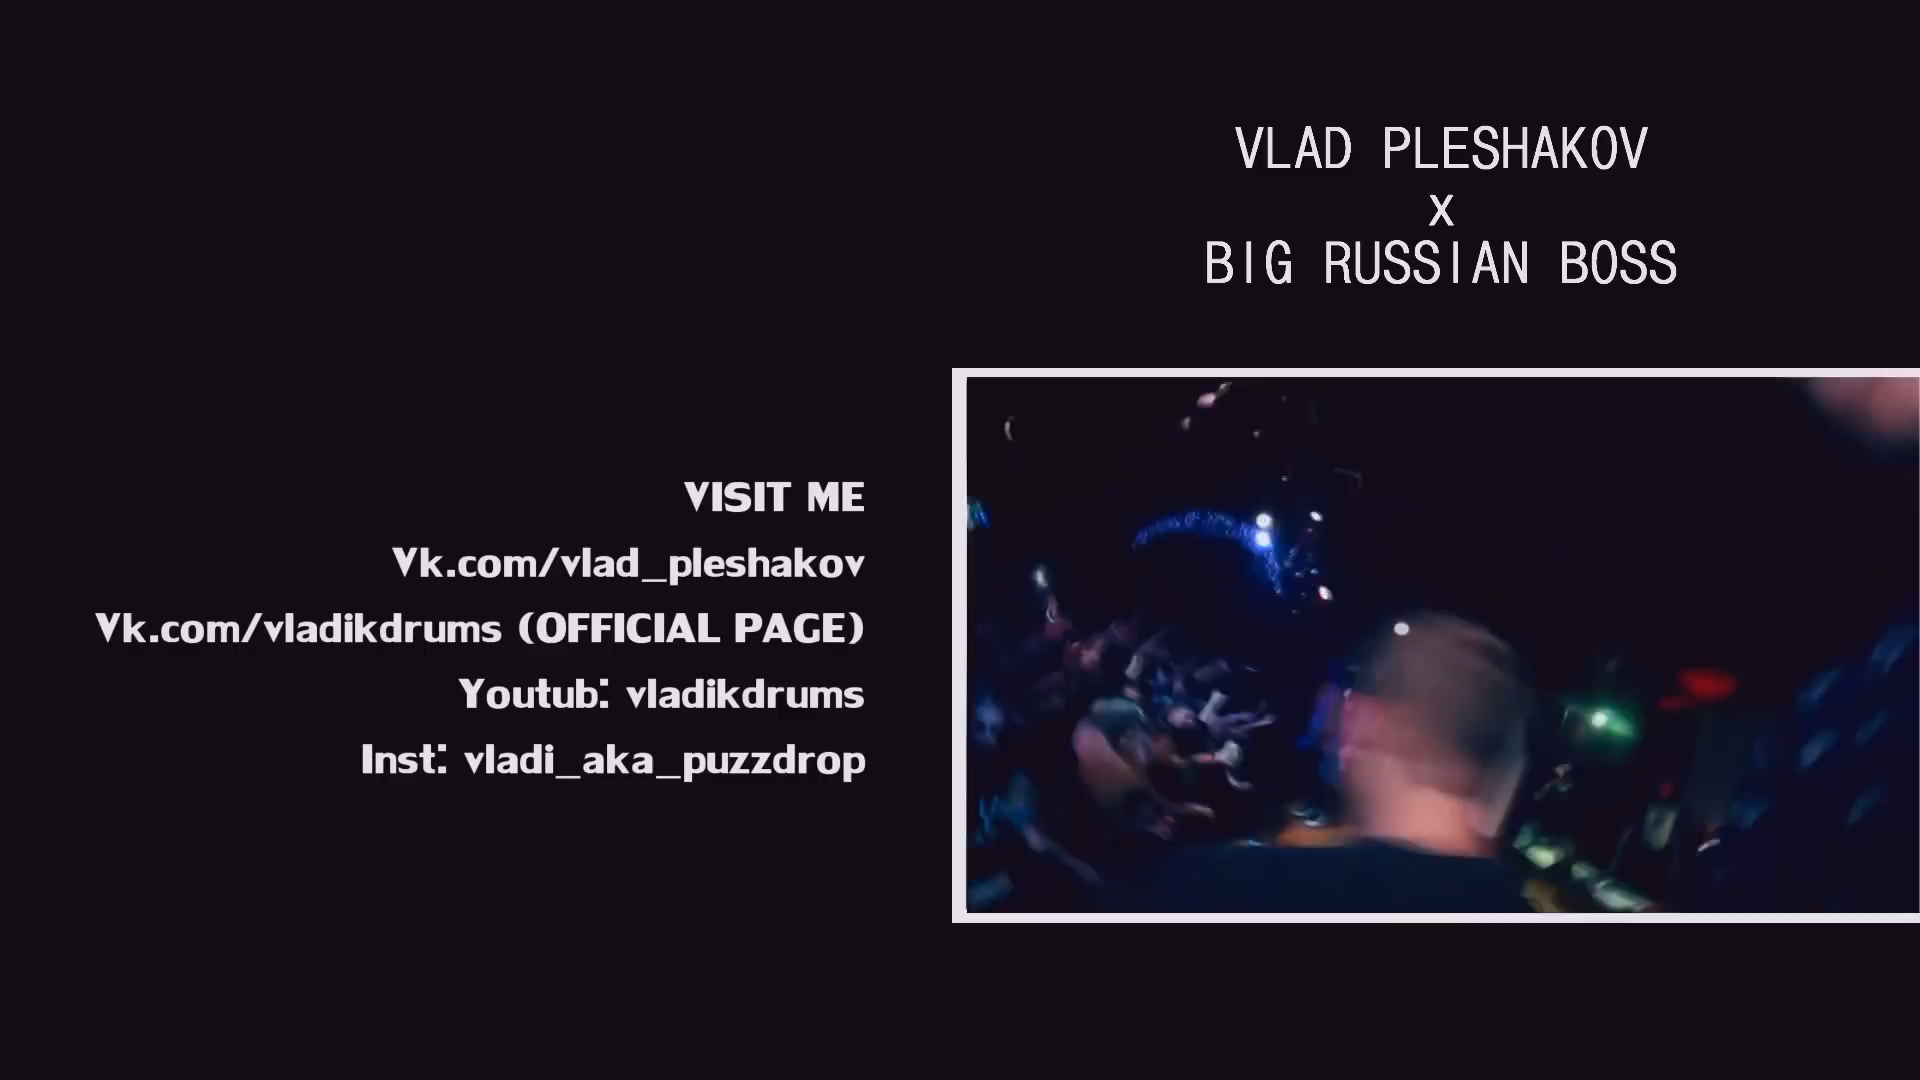 VLAD PLESHAKOV
x
BIG RUSSIAN BOSS
VISIT ME
Vk.com/vlad_pleshakov
Vk.com/vladikdrums (OFFICIAL PAGE)
Youtub: vladikdrums
Inst: vladi_aka_puzzdrop